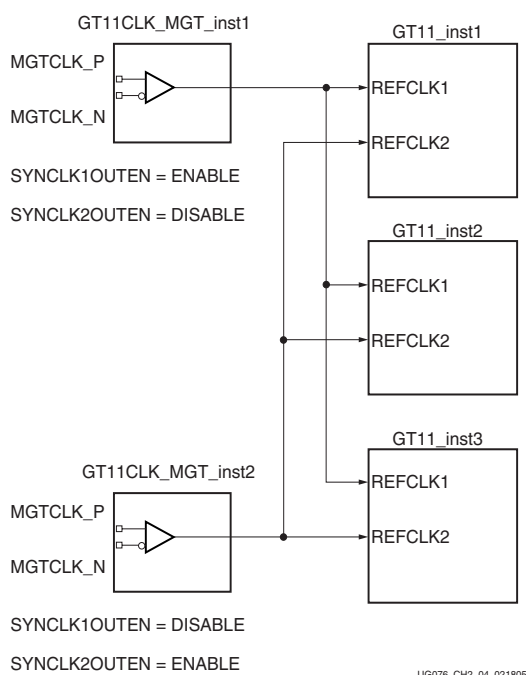 GT11CLK_MGT_inst1
MGTCLK_P
MGTCLK_N
SYNCLK1OUTEN = ENABLE
SYNCLK2OUTEN = DISABLE
GT11_inst1
REFCLK1
REFCLK2
GT11_inst2
REFCLK1
REFCLK2
GT11_inst3
REFCLK1
REFCLK2
GT11CLK_MGT_inst2
MGTCLK_P
MGTCLK_N
SYNCLK1OUTEN = DISABLE
SYNCLK2OUTEN = ENABLE
UG076_CH2_04_021805